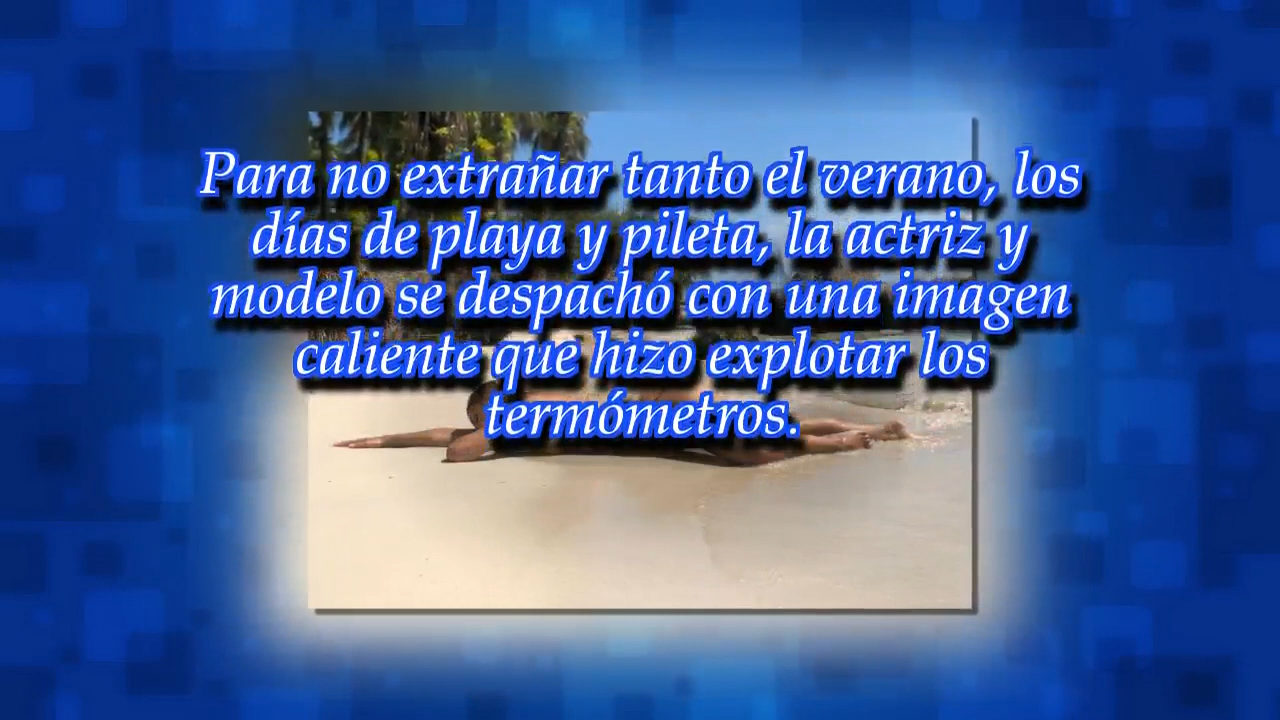 Para no extrañar tanto el verano, los
días de playa y pileta, la actriz y
modelo se despachó con una imagen
caliente que hizo explotar los
termómetros.